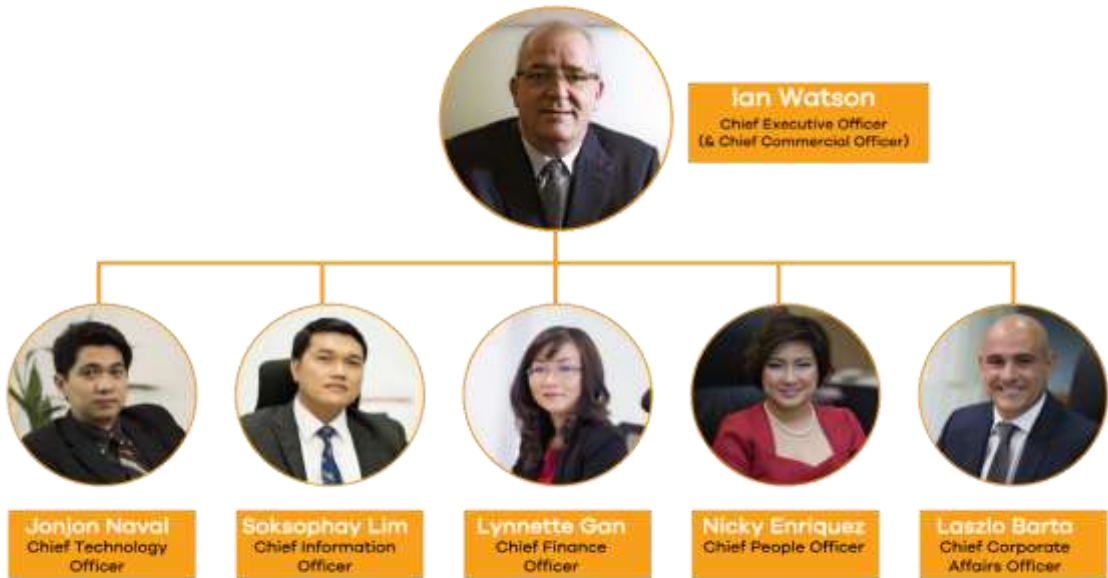 Ian Watson
Chief Executive Officer
(& Chief Commercial Officer)
Jonjon Naval
Chief Technology
Officer
Soksophay Lim
Chief Information
Officer
Lynnette Gan
Chief Finance
Officer
Nicky Enriquez
Chief People Officer
Laszlo Barta
Chief Corporate
Affairs Officer